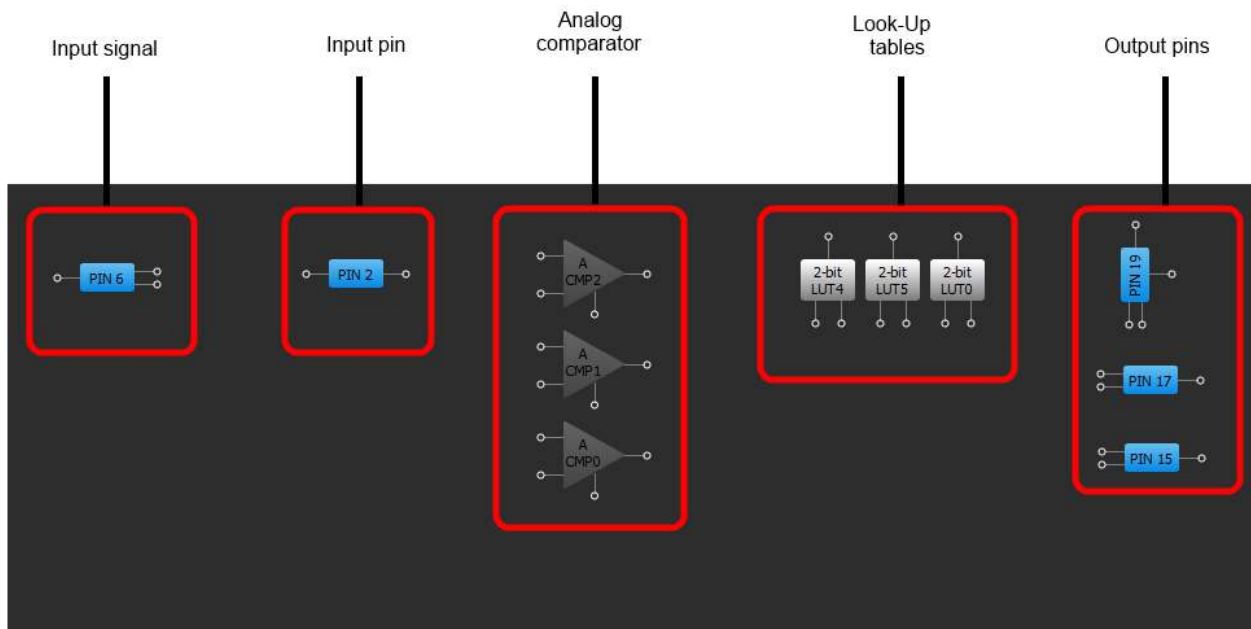 Input signal
Input pin
Analog
comparator
Look-Up
tables
Output pins
PIN 6
PIN 2
A
CMP2
A
CMP1
A
CMP0
2-bit
LUT4
2-bit
LUT5
2-bit
LUT0
PIN 19
PIN 17
PIN 15